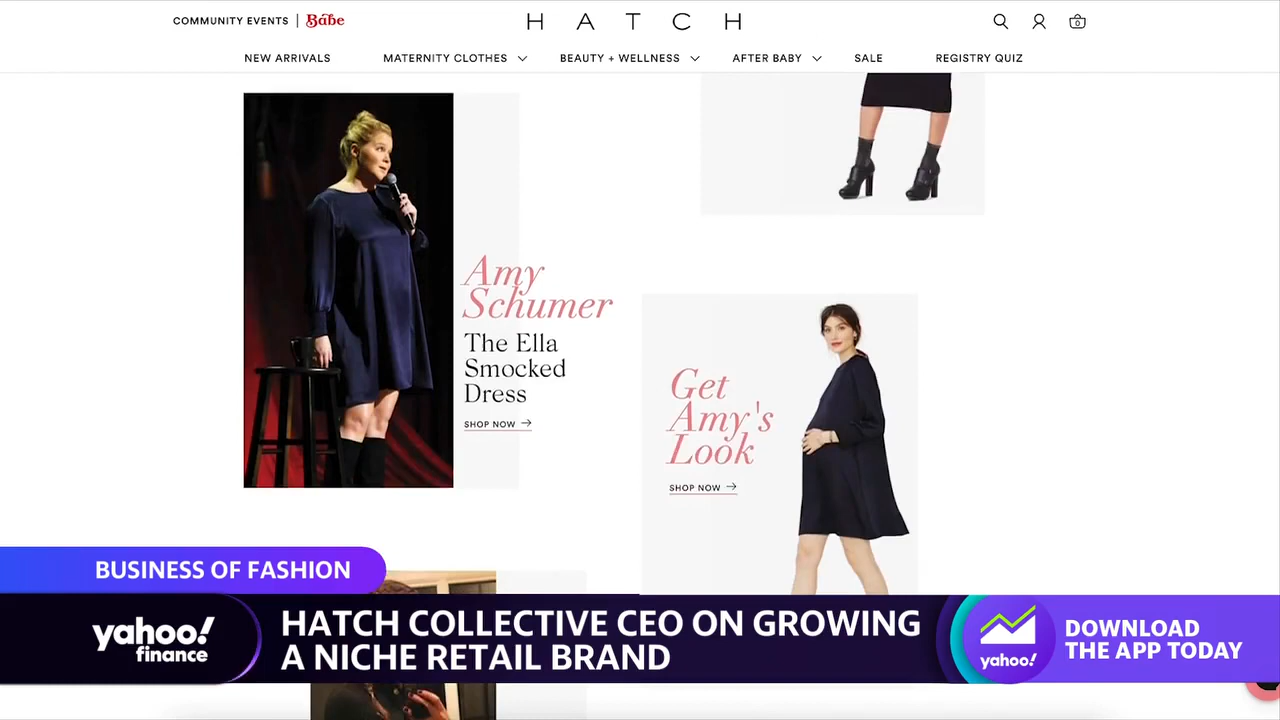 COMMUNITY EVENTS | Babe
HATCH
0
NEW ARRIVALS
MATERNITY CLOTHES
BEAUTY + WELLNESS
AFTER BABY
SALE
REGISTRY QUIZ
Amy
Schumer
The Ella
Smocked
Dress
SHOP NOW →
Get
Amy's
Look
SHOP NOW →
BUSINESS OF FASHION
yahoo!
finance
HATCH COLLECTIVE CEO ON GROWING
A NICHE RETAIL BRAND
yahoo!
DOWNLOAD
THE APP TODAY